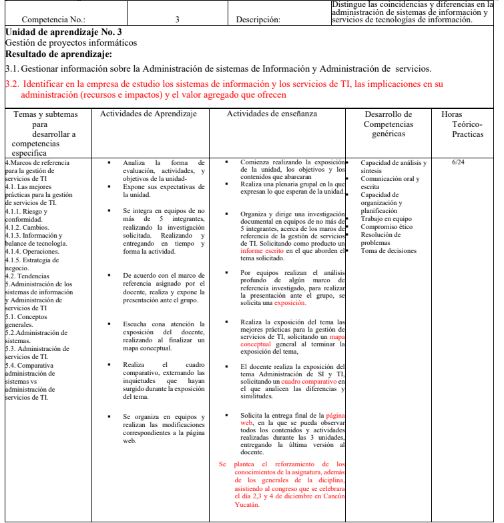 Competencia No.:
3
Descripción:
Distingue las coincidencias y diferencias en la
administración de sistemas de información y
servicios de tecnologías de información.
Unidad de aprendizaje No. 3
Gestión de proyectos informáticos
Resultado de aprendizaje:
3.1. Gestionar información sobre la Administración de sistemas de Información y Administración de servicios.
3.2. Identificar en la empresa de estudio los sistemas de información y los servicios de TI, las implicaciones en su
administración (recursos e impactos) y el valor agregado que ofrecen
Temas y subtemas
para
desarrollar a
competencias
específica
Actividades de Aprendizaje
Actividades de enseñanza
Desarrollo de
Competencias
genéricas
Horas
Teórico-
Practicas
4.Marcos de referencia
para la gestión de
servicios de TI
4.1. Las mejores
prácticas para la gestión
de servicios de TI.
4.1.1. Riesgo y
conformidad.
4.1.2. Cambios.
4.1.3. Información y
balance de tecnología.
4.1.4. Operaciones.
4.1.5. Estrategia de
negocio.
4.2. Tendencias
5.Administración de los
sistemas de información
y Administración de
servicios de TI
5.1. Conceptos
generales.
5.2.Administración de
sistemas.
5.3. Administración de
servicios de TI.
5.4. Comparativa
administración de
sistemas vs
administración de
servicios de TI.
• Analiza la forma de
evaluación, actividades, y
objetivos de la unidad-
• Expone sus expectativas de
la unidad.
• Se integra en equipos de no
más de 5 integrantes,
realizando la investigación
solicitada. Realizando y
entregando en tiempo y
forma la actividad.
• De acuerdo con el marco de
referencia asignado por el
docente, realiza y expone la
presentación ante el grupo.
• Escucha cona atención la
exposición del docente,
realizando al finalizar un
mapa conceptual.
• Realiza el cuadro
comparativo, externando las
inquietudes que hayan
surgido durante la exposición
del tema.
• Se organiza en equipos y
realizan las modificaciones
correspondientes a la página
web.
• Comienza realizando la exposición
de la unidad, los objetivos y los
contenidos que abarcaran
• Realiza una plenaria grupal en la que
expresan lo que esperan de la unidad.
• Organiza y dirige una investigación
documental en equipos de no más de
5 integrantes, acerca de los maros de
referencia de la gestión de servicios
de TI. Solicitando como producto un
informe escrito en el que aborden el
tema solicitado.
• Por equipos realizan el análisis
profundo de algún marco de
referencia investigado, para realizar
la presentación ante el grupo, se
solicita una exposición.
• Realiza la exposición del tema las
mejores prácticas para la gestión de
servicios de TI, solicitando un mapa
conceptual general al terminar la
exposición del tema,
• El docente realiza la exposición del
tema Administración de SI y TI,
solicitando un cuadro comparativo en
el que analicen las diferencias y
similitudes.
• Solicita la entrega final de la página
web, en la que se pueda observar
todos los contenidos y actividades
realizadas durante las 3 unidades,
entregando la última versión al
docente.
Se plantea el reforzamiento de los
conocimientos de la asignatura, además
de los generales de la diciplina,
asistiendo al congreso que se celebrara
el día 2,3 y 4 de diciembre en Cancún
Yucatán.
• Capacidad de análisis y
síntesis
• Comunicación oral y
escrita
• Capacidad de
organización y
planificación
• Trabajo en equipo
• Compromiso ético
• Resolución de
problemas
• Toma de decisiones
6/24